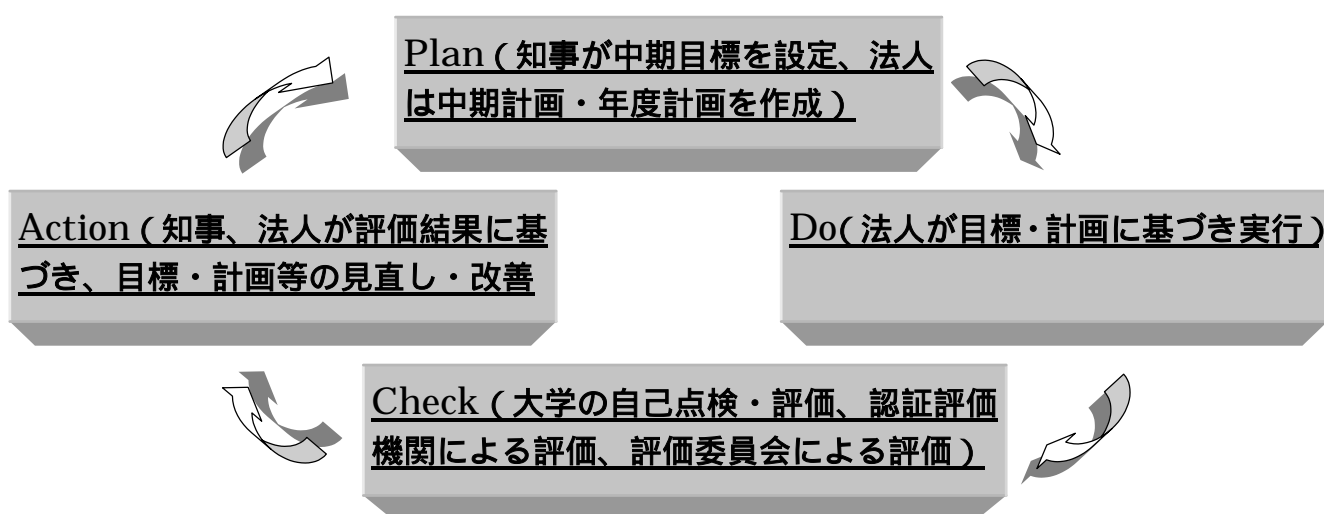 Plan（知事が中期目標を設定、法人
は中期計画・年度計画を作成）
Action（知事、法人が評価結果に基
づき、目標・計画等の見直し・改善
Do（法人が目標・計画に基づき実行）
Check（大学の自己点検・評価、認証評価
機関による評価、評価委員会による評価）